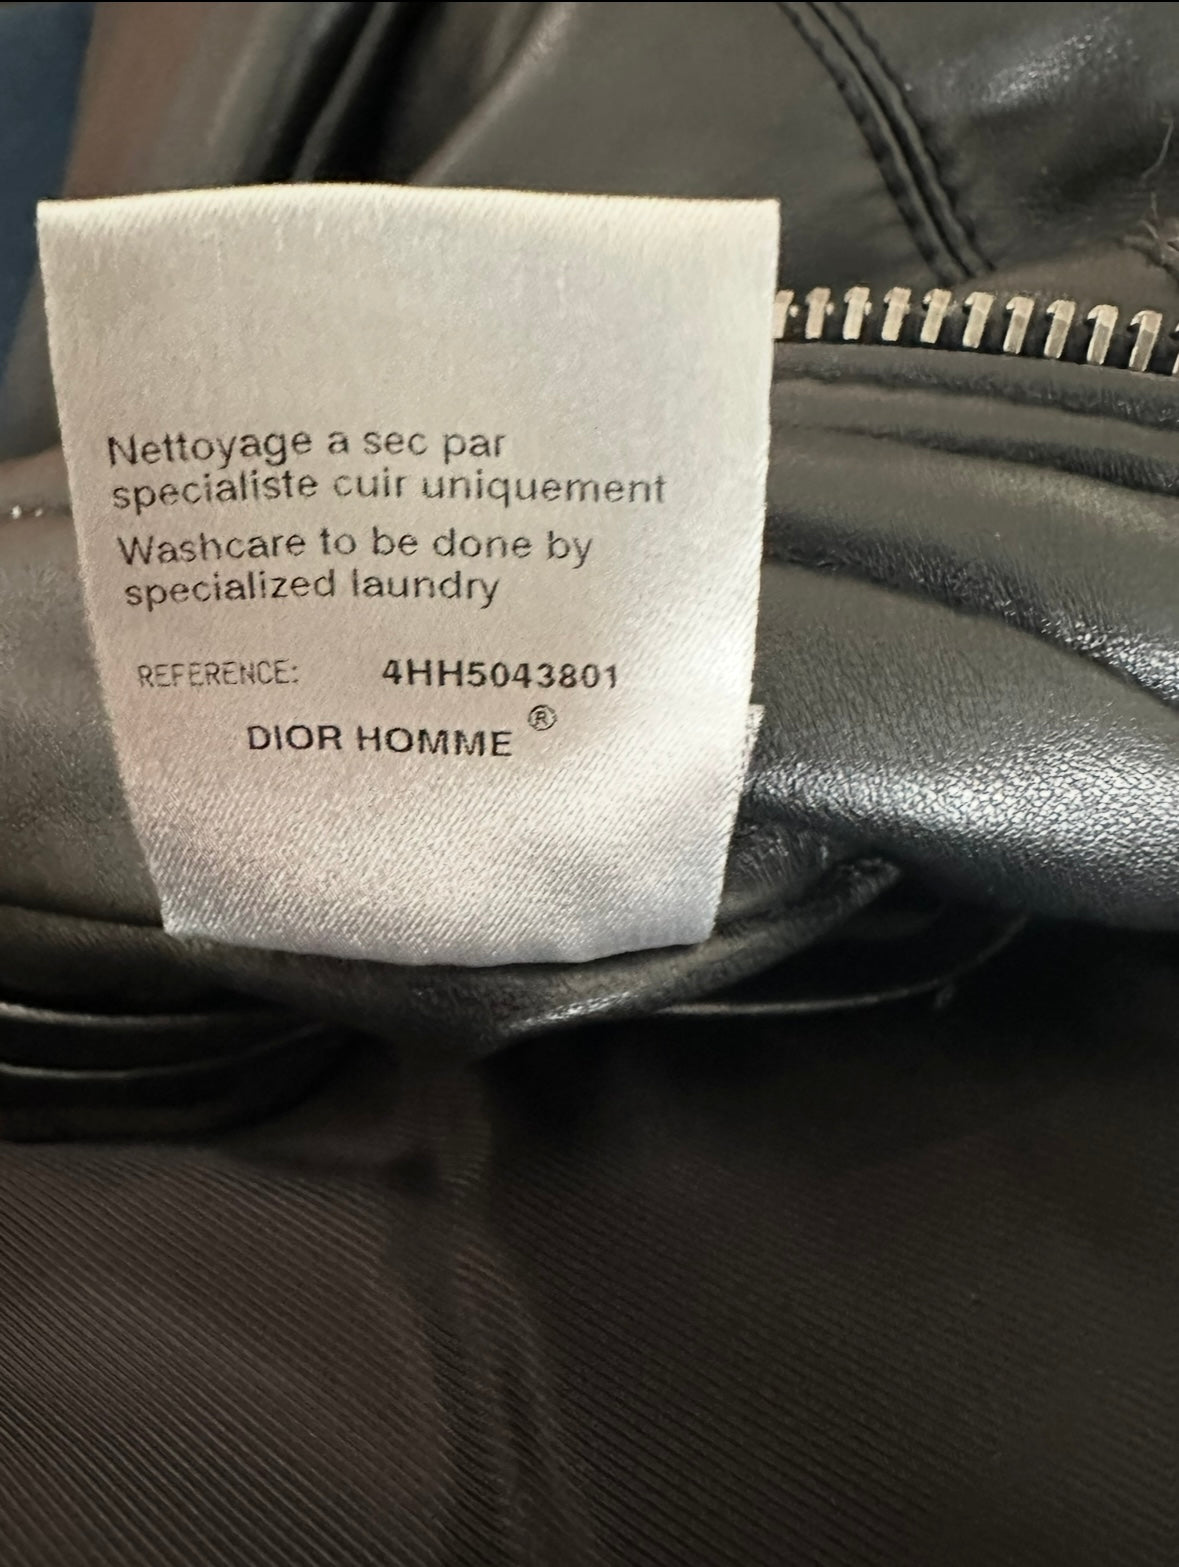 Nettoyage a sec par
specialiste cuir uniquement
Washcare to be done by
specialized laundry
REFERENCE: 4HH5043801
DIOR HOMME ®